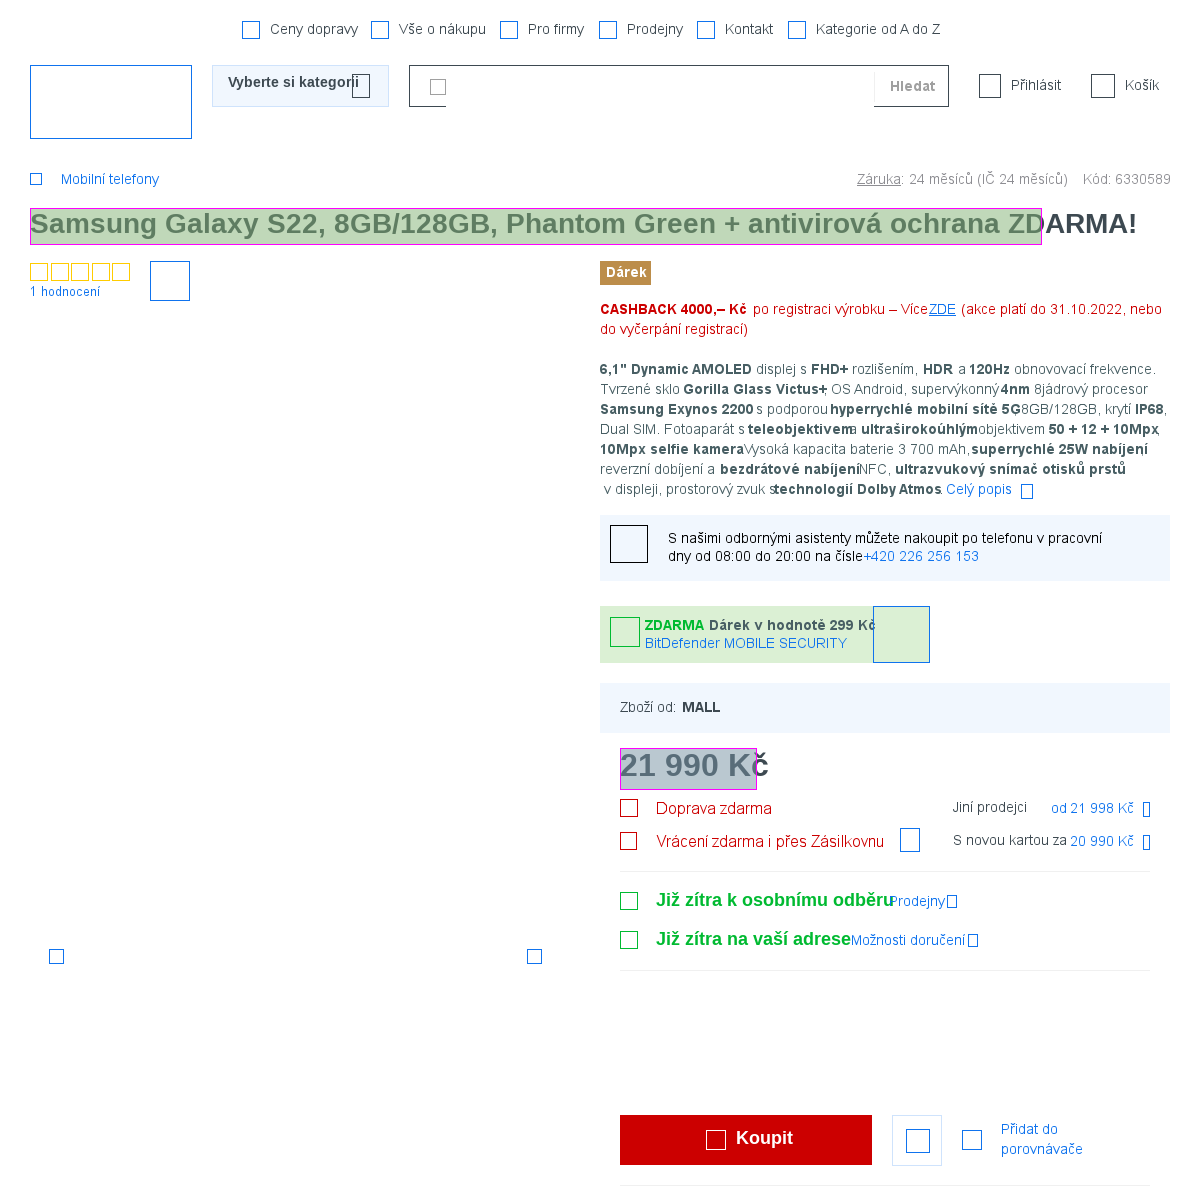 Ceny dopravy Vše o nákupu Pro firmy Prodejny Kontakt Kategorie od A do Z
Vyberte si kategorii Hledat Přihlásit Košík
Mobilní telefony Záruka: 24 měsíců (IČ 24 měsíců) Kód: 6330589
Samsung Galaxy S22, 8GB/128GB, Phantom Green + antivirová ochrana ZDARMA!
1 hodnocení
Dárek
CASHBACK 4000,– Kč po registraci výrobku – Více ZDE (akce platí do 31.10.2022, nebo
do vyčerpání registrací)
6,1" Dynamic AMOLED displej s FHD+ rozlišením, HDR a 120Hz obnovovací frekvence.
Tvrzené sklo Gorilla Glass Victus+, OS Android, supervýkonný 4nm 8jádrový procesor
Samsung Exynos 2200 s podporou hyperrychlé mobilní sítě 5G, 8GB/128GB, krytí IP68,
Dual SIM. Fotoaparát s teleobjektivem a ultraširokoúhlým objektivem 50 + 12 + 10Mpx,
10Mpx selfie kamera Vysoká kapacita baterie 3 700 mAh, superrychlé 25W nabíjení
reverzní dobíjení a bezdrátové nabíjení NFC, ultrazvukový snímač otisků prstů
v displeji, prostorový zvuk s technologií Dolby Atmos. Celý popis
S našimi odbornými asistenty můžete nakoupit po telefonu v pracovní
dny od 08:00 do 20:00 na čísle +420 226 256 153
ZDARMA Dárek v hodnotě 299 Kč
BitDefender MOBILE SECURITY
Zboží od: MALL
21 990 Kč
Doprava zdarma Jiní prodejci od 21 998 Kč
Vrácení zdarma i přes Zásilkovnu S novou kartou za 20 990 Kč
Již zítra k osobnímu odběru Prodejny
Již zítra na vaší adrese Možnosti doručení
Koupit
Přidat do
porovnávače